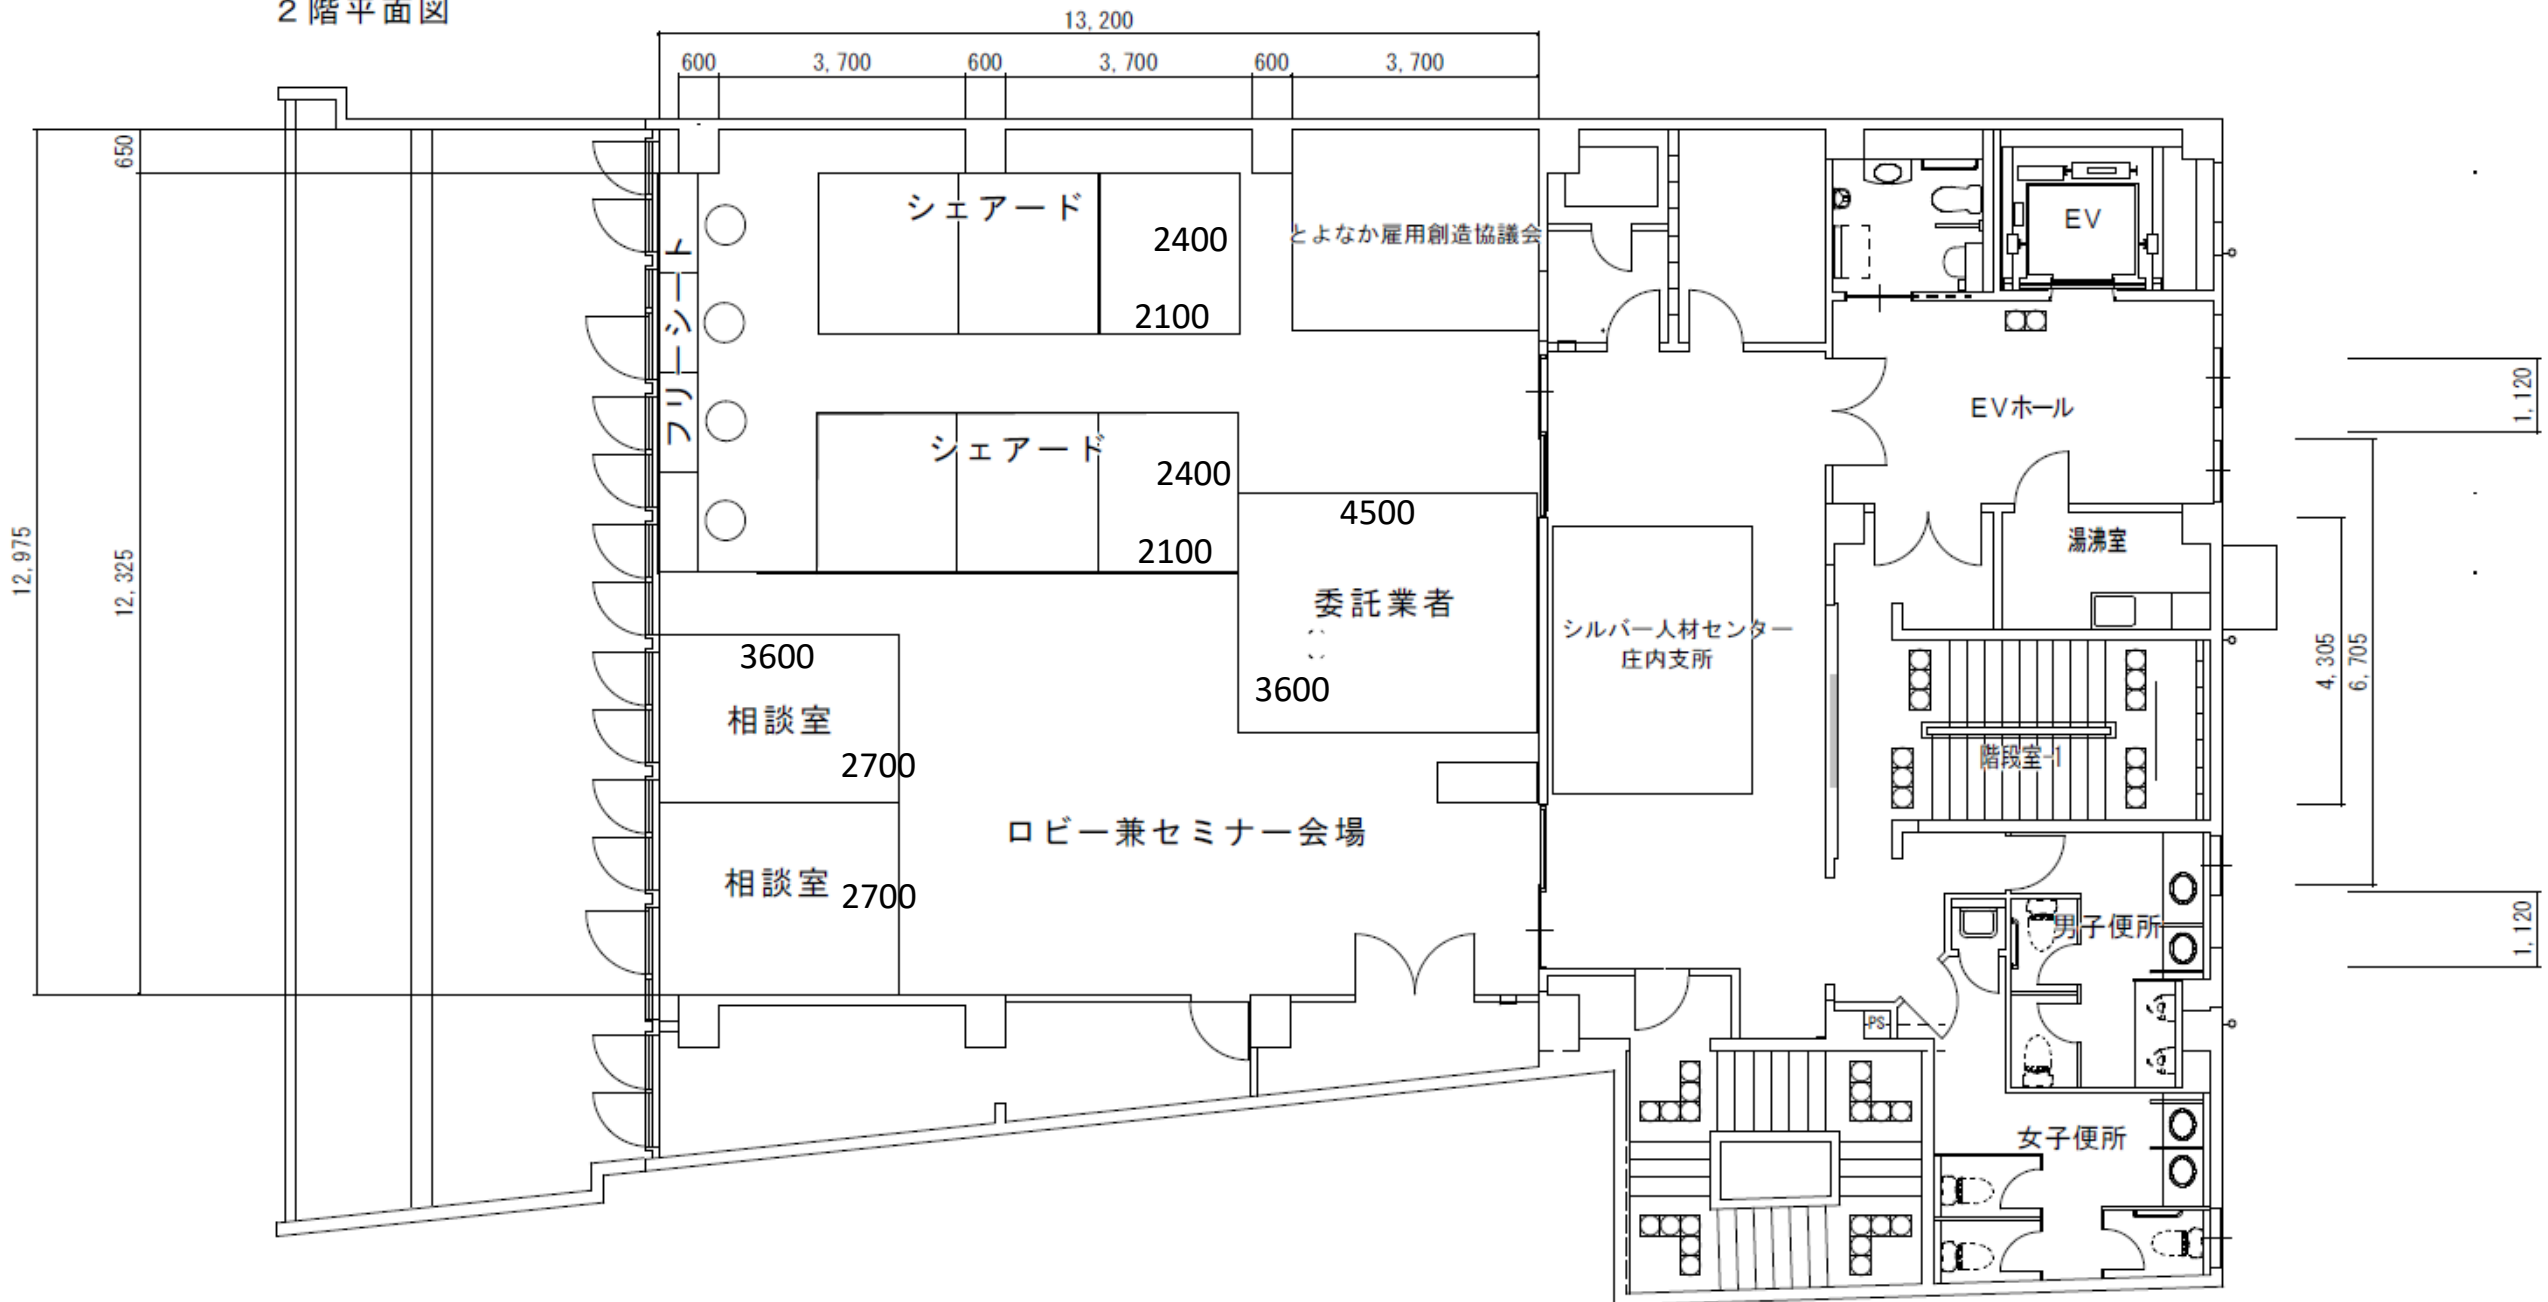 ２階平面図
13,200
600
3,700
600
3,700
600
3,700
650
12,975
12,325
シェアード
2400
2100
とよなか雇用創造協議会
フリーシート
シェアード
2400
2100
4500
委託業者
3600
3600
相談室
2700
相談室
2700
ロビー兼セミナー会場
シルバー人材センター
庄内支所
EV
EVホール
湯沸室
階段室-1
男子便所
PS
女子便所
1,120
4,305
6,705
1,120